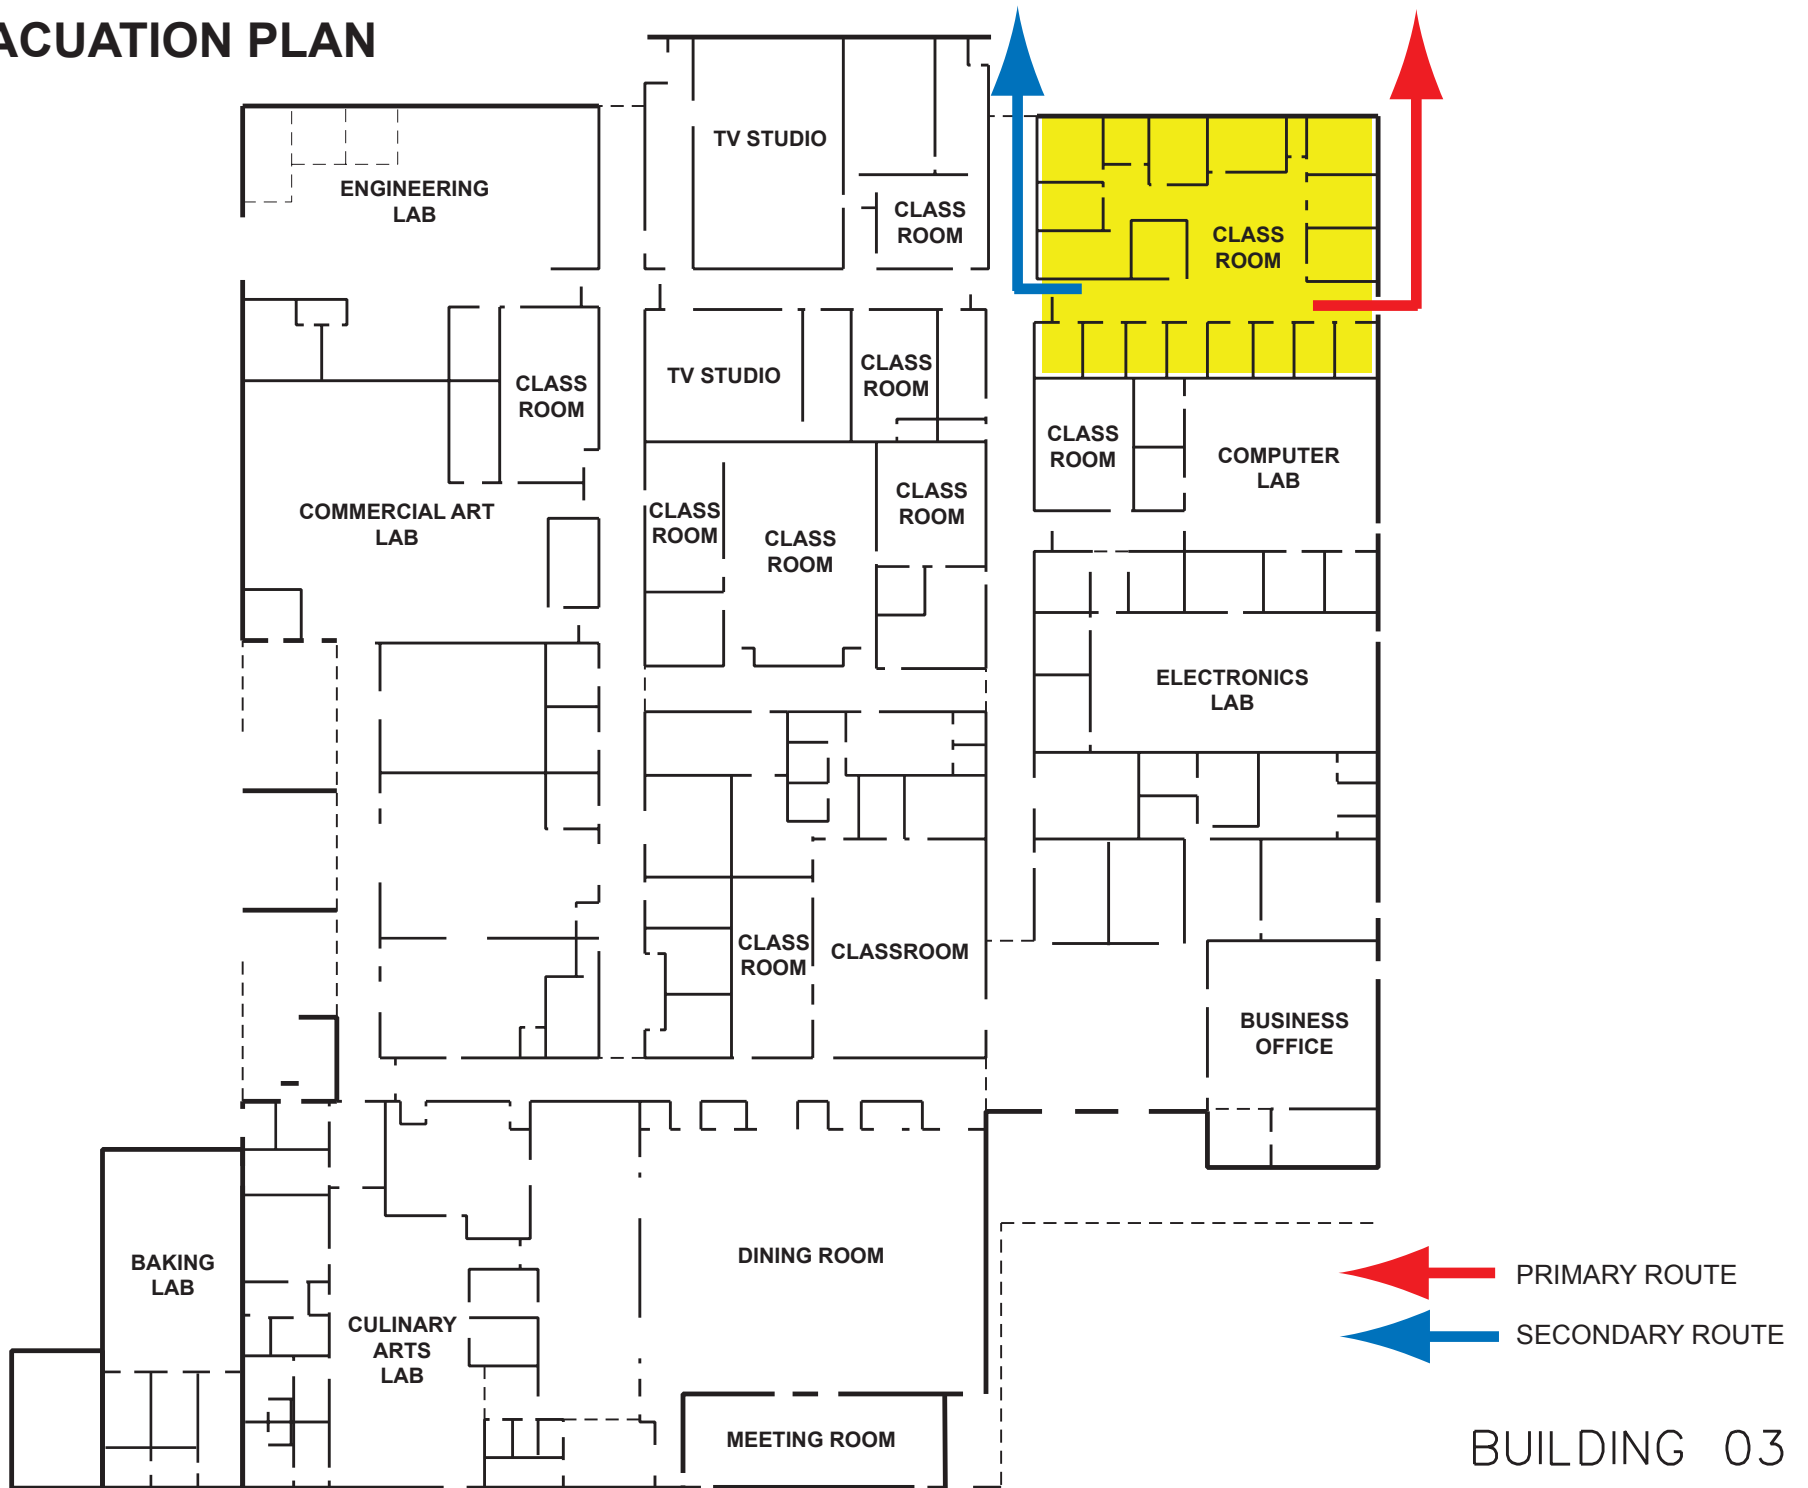 ACUATION PLAN
TV STUDIO
ENGINEERING
LAB
CLASS
ROOM
CLASS
ROOM
TV STUDIO
CLASS
ROOM
CLASS
ROOM
CLASS
ROOM
COMPUTER
LAB
COMMERCIAL ART
LAB
CLASS
ROOM
CLASS
ROOM
CLASS
ROOM
ELECTRONICS
LAB
CLASS
ROOM
CLASSROOM
BUSINESS
OFFICE
BAKING
LAB
DINING ROOM
CULINARY
ARTS
LAB
MEETING ROOM
PRIMARY ROUTE
SECONDARY ROUTE
BUILDING 03